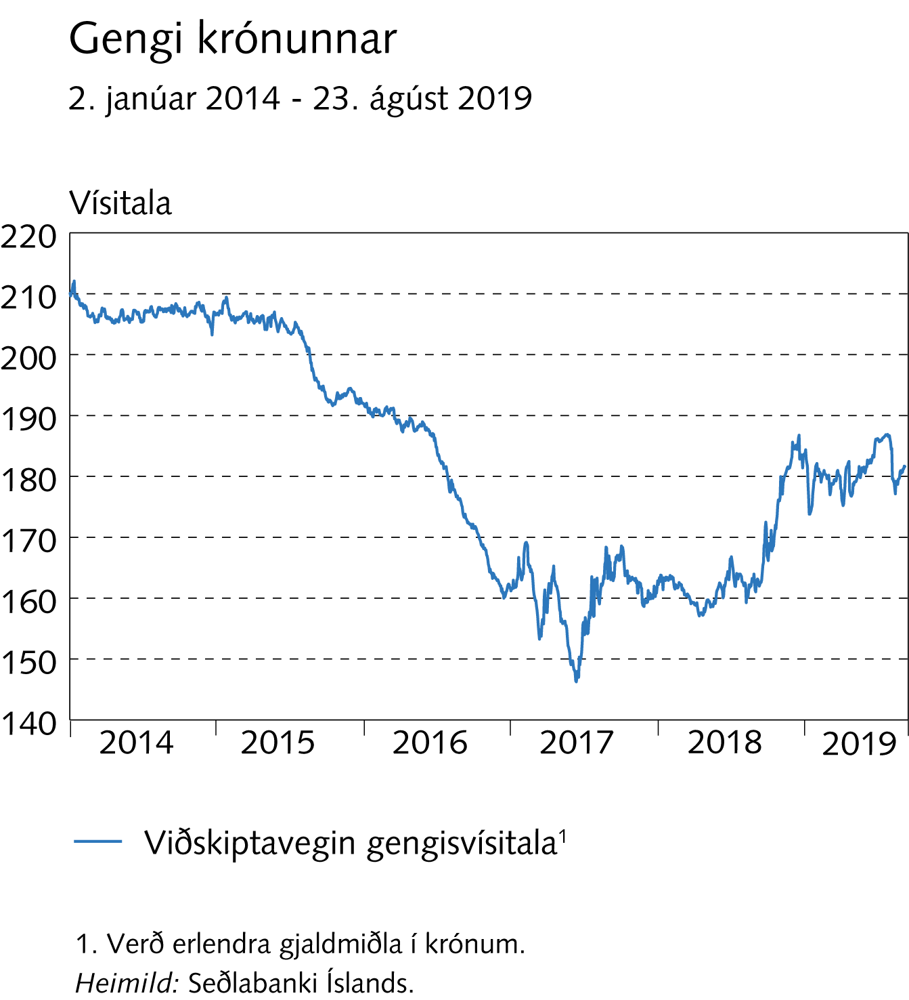 Gengi krónunnar
2. janúar 2014 - 23. ágúst 2019
Vísitala
220
210
200
190
180
170
160
150
140
2014 2015 2016 2017 2018 2019
Viðskiptavegin gengisvísitala¹
1. Verð erlendra gjaldmiðla í krónum.
Heimild: Seðlabanki Íslands.